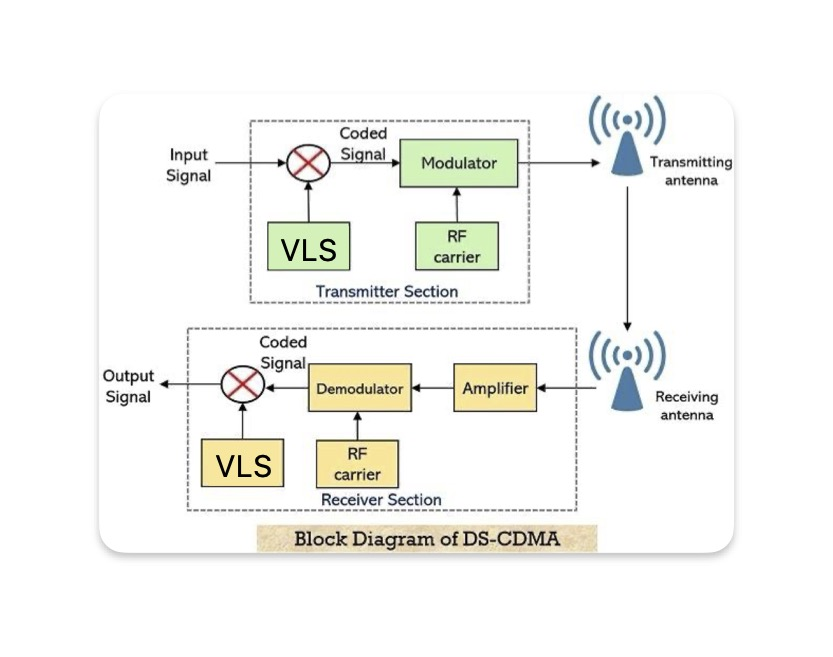 Input
Signal
Coded
Signal
Modulator
VLS
RF
carrier
Transmitter Section
Transmitting
antenna
Coded
Signal
Output
Signal
Demodulator
Amplifier
Receiving
antenna
VLS
RF
carrier
Receiver Section
Block Diagram of DS-CDMA